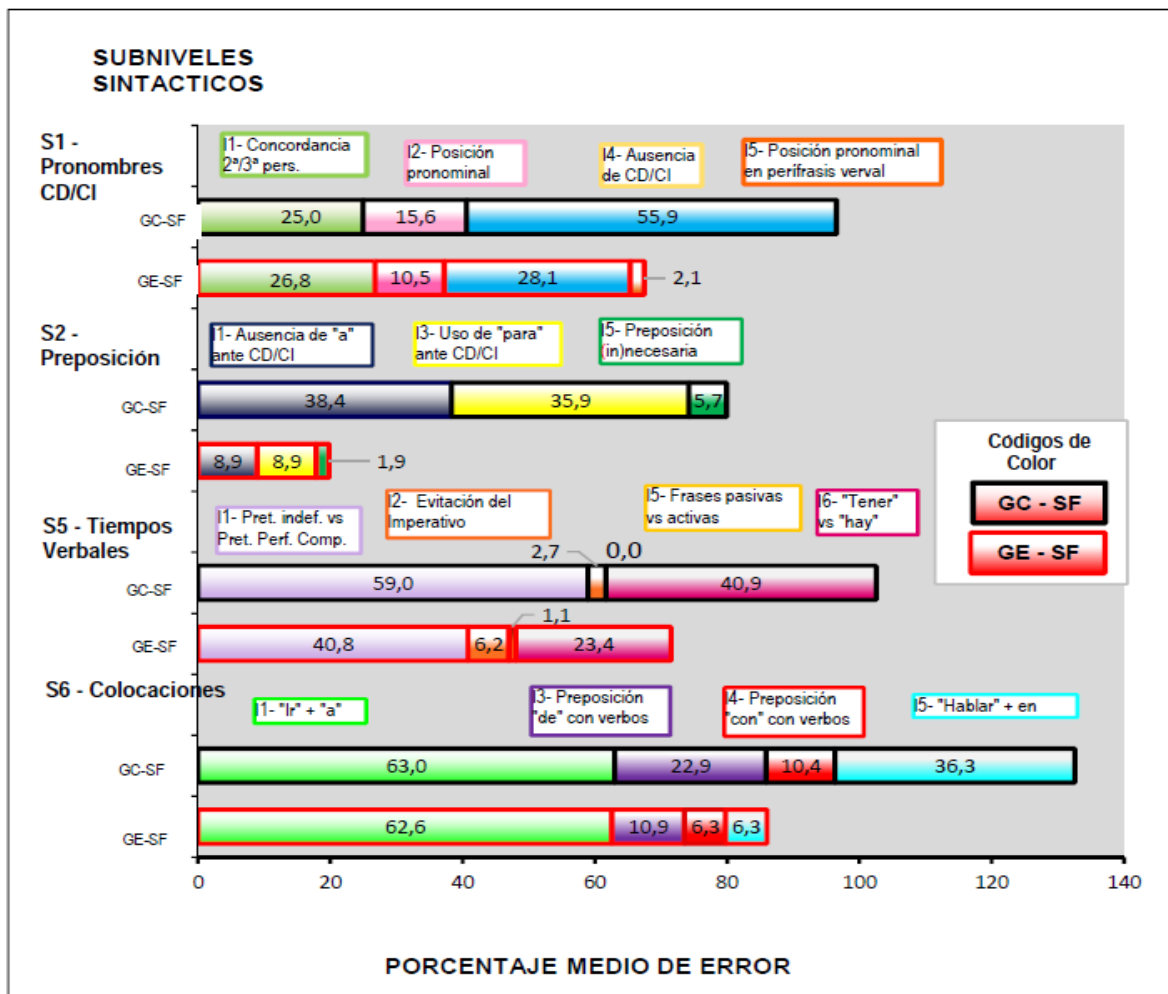 SUBNIVELES
SINTACTICOS
S1 -
Pronombres
CD/CI
I1- Concordancia
2ª/3ª pers.
I2- Posición
pronominal
I4- Ausencia
de CD/CI
I5- Posición pronominal
en perífrasis verval
GC-SF
25,0
15,6
55,9
GE-SF
26,8
10,5
28,1
2,1
S2 -
Preposición
I1- Ausencia de "a"
ante CD/CI
I3- Uso de "para"
ante CD/CI
I5- Preposición
(in)necesaria
GC-SF
38,4
35,9
5,7
GE-SF
8,9
8,9
1,9
Códigos de
Color
GC - SF
GE - SF
S5 - Tiempos
Verbales
I1- Pret. indef. vs
Pret. Perf. Comp.
I2- Evitación del
Imperativo
I5- Frases pasivas
vs activas
I6- "Tener"
vs "hay"
GC-SF
59,0
2,7
0,0
40,9
GE-SF
40,8
6,2
1,1
23,4
S6 - Colocaciones
I1- "Ir" + "a"
I3- Preposición
"de" con verbos
I4- Preposición
"con" con verbos
I5- "Hablar" + en
GC-SF
63,0
22,9
10,4
36,3
GE-SF
62,6
10,9
6,3
6,3
0 20 40 60 80 100 120 140
PORCENTAJE MEDIO DE ERROR